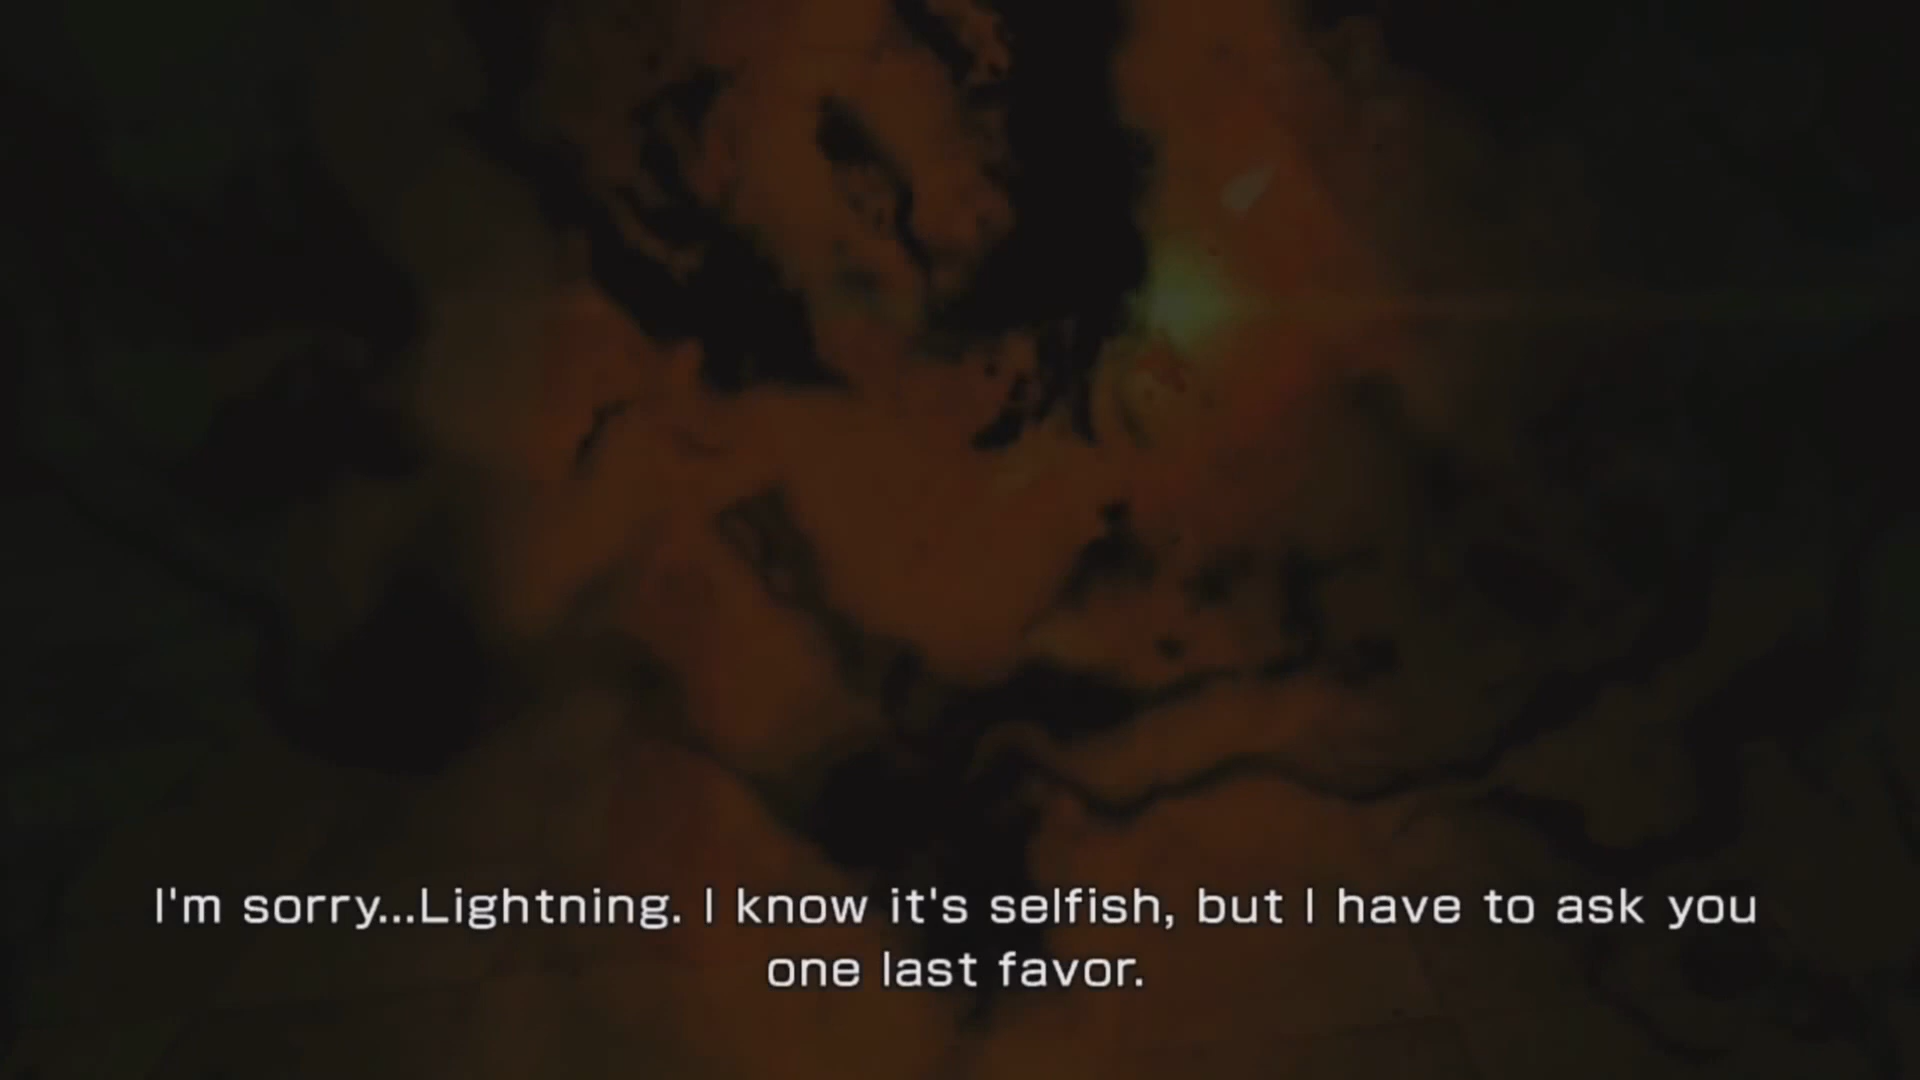 I'm sorry...Lightning. I know it's selfish, but I have to ask you
one last favor.